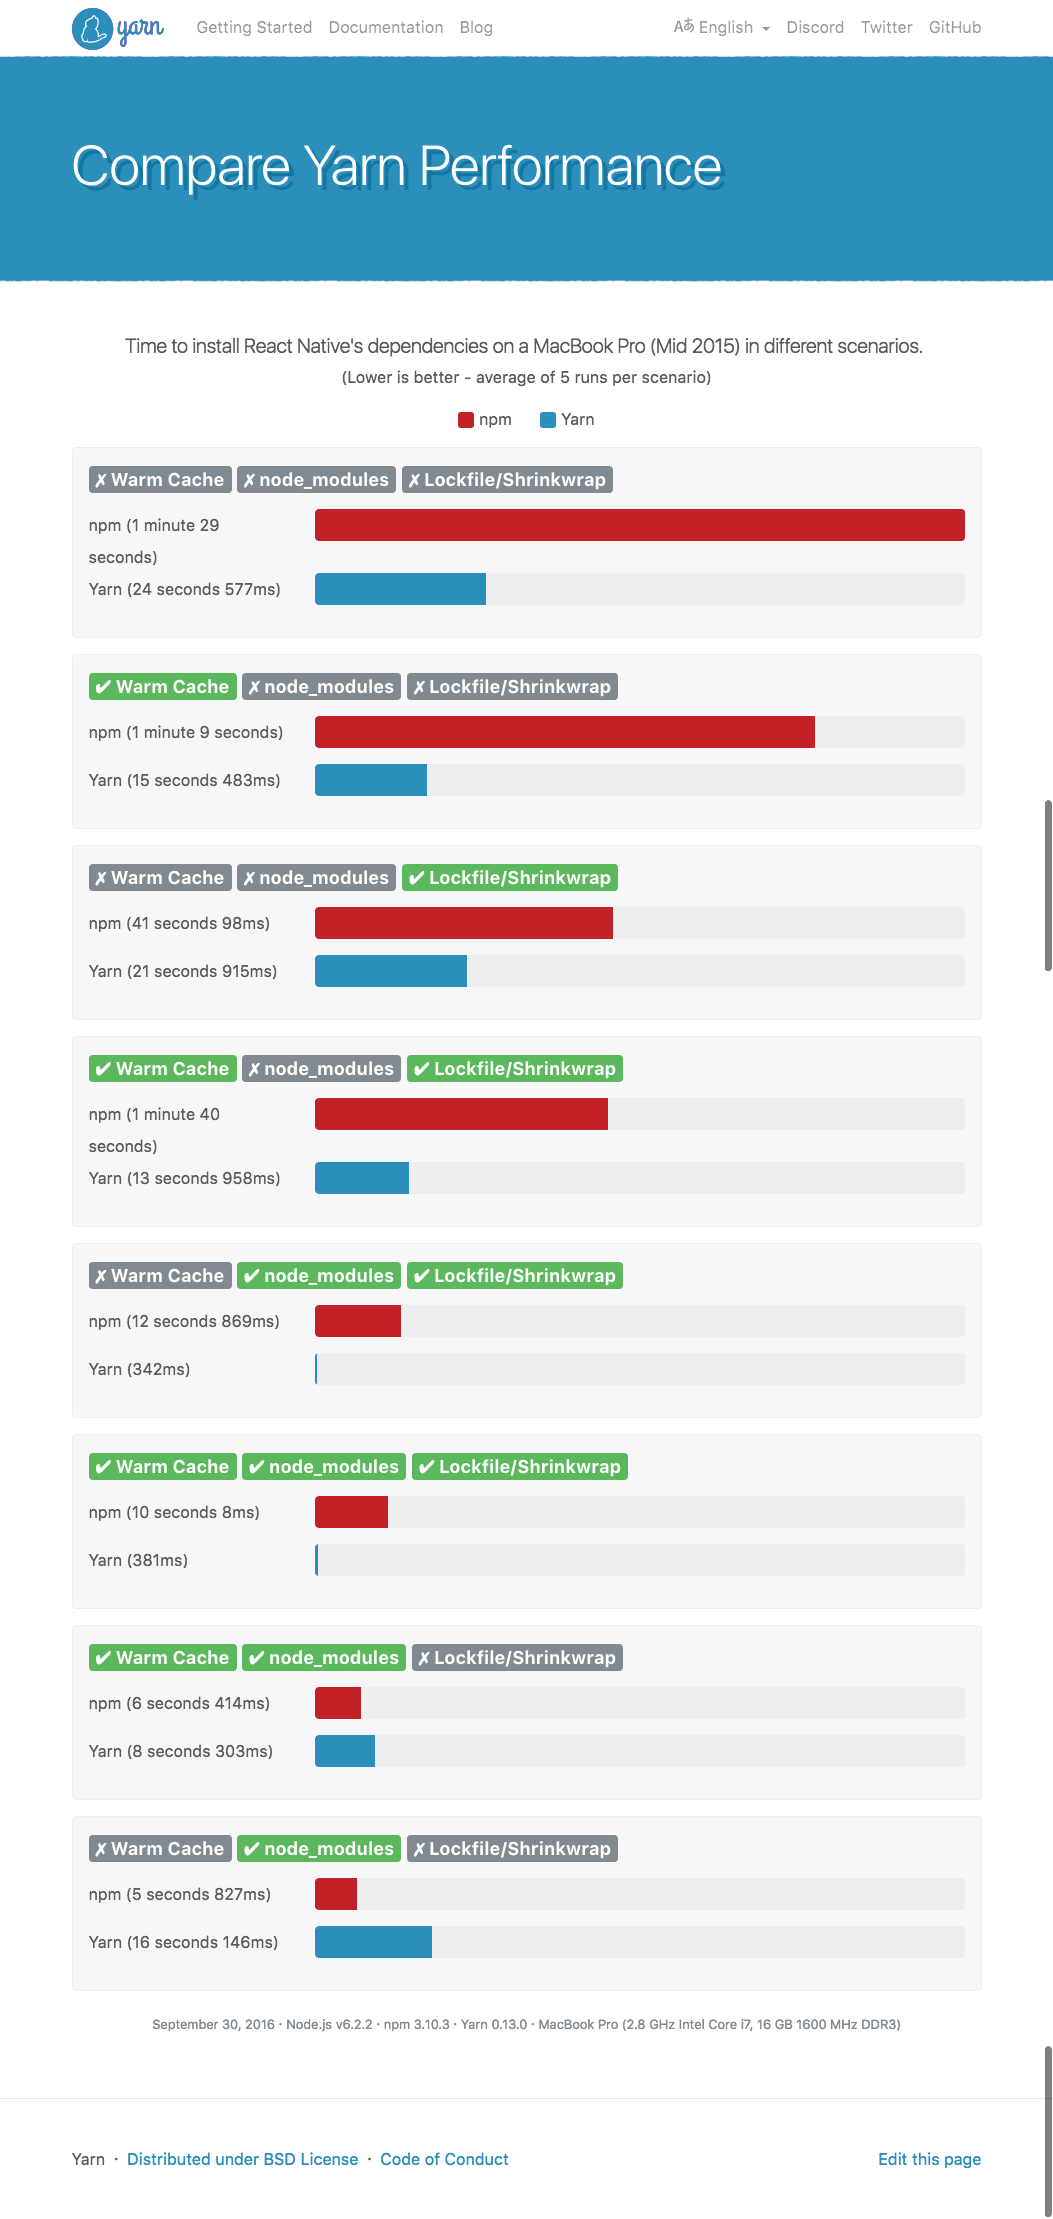 yarn Getting Started Documentation Blog Aあ English Discord Twitter GitHub
Compare Yarn Performance
Time to install React Native's dependencies on a MacBook Pro (Mid 2015) in different scenarios.
(Lower is better - average of 5 runs per scenario)
npm Yarn
✗ Warm Cache ✗ node_modules ✗ Lockfile/Shrinkwrap
npm (1 minute 29
seconds)
Yarn (24 seconds 577ms)
✔ Warm Cache ✗ node_modules ✗ Lockfile/Shrinkwrap
npm (1 minute 9 seconds)
Yarn (15 seconds 483ms)
✗ Warm Cache ✗ node_modules ✔ Lockfile/Shrinkwrap
npm (41 seconds 98ms)
Yarn (21 seconds 915ms)
✔ Warm Cache ✗ node_modules ✔ Lockfile/Shrinkwrap
npm (1 minute 40
seconds)
Yarn (13 seconds 958ms)
✗ Warm Cache ✔ node_modules ✔ Lockfile/Shrinkwrap
npm (12 seconds 869ms)
Yarn (342ms)
✔ Warm Cache ✔ node_modules ✔ Lockfile/Shrinkwrap
npm (10 seconds 8ms)
Yarn (381ms)
✔ Warm Cache ✔ node_modules ✗ Lockfile/Shrinkwrap
npm (6 seconds 414ms)
Yarn (8 seconds 303ms)
✗ Warm Cache ✔ node_modules ✗ Lockfile/Shrinkwrap
npm (5 seconds 827ms)
Yarn (16 seconds 146ms)
September 30, 2016 · Node.js v6.2.2 · npm 3.10.3 · Yarn 0.13.0 · MacBook Pro (2.8 GHz Intel Core i7, 16 GB 1600 MHz DDR3)
Yarn · Distributed under BSD License · Code of Conduct Edit this page